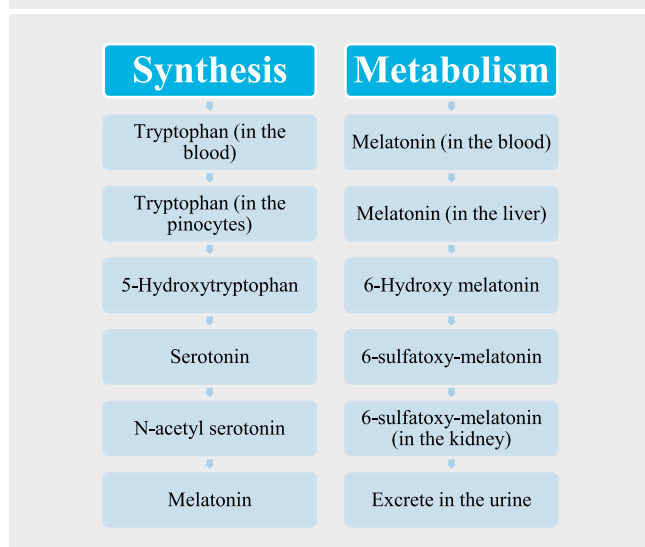 Synthesis
Tryptophan (in the
blood)
Tryptophan (in the
pinocytes)
5-Hydroxytryptophan
Serotonin
N-acetyl serotonin
Melatonin
Metabolism
Melatonin (in the blood)
Melatonin (in the liver)
6-Hydroxy melatonin
6-sulfatoxy-melatonin
6-sulfatoxy-melatonin
(in the kidney)
Excrete in the urine